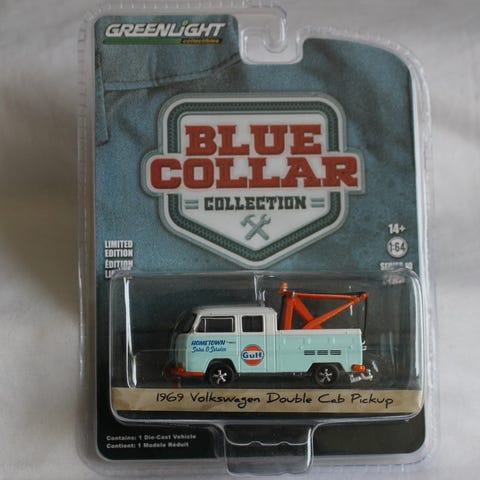 GREENLIGHT
collectibles
BLUE
COLLAR
COLLECTION
14+
1:64
LIMITED
EDITION
ÉDITION
HOMETOWN
Sales & Service
Gulf
1969 Volkswagen Double Cab Pickup
Contains: 1 Die-Cast Vehicle
Contient: 1 Modèle Réduit